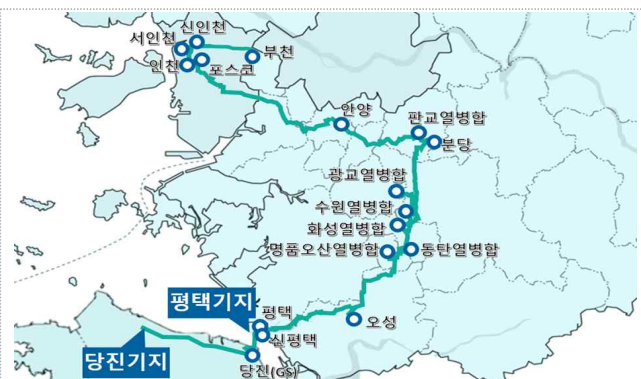 신인천
서인천
부천
인천
포스코
안양
판교열병합
분당
광교열병합
수원열병합
화성열병합
명품오산열병합
동탄열병합
평택기지
평택
오성
신평택
당진기지
당진(GS)